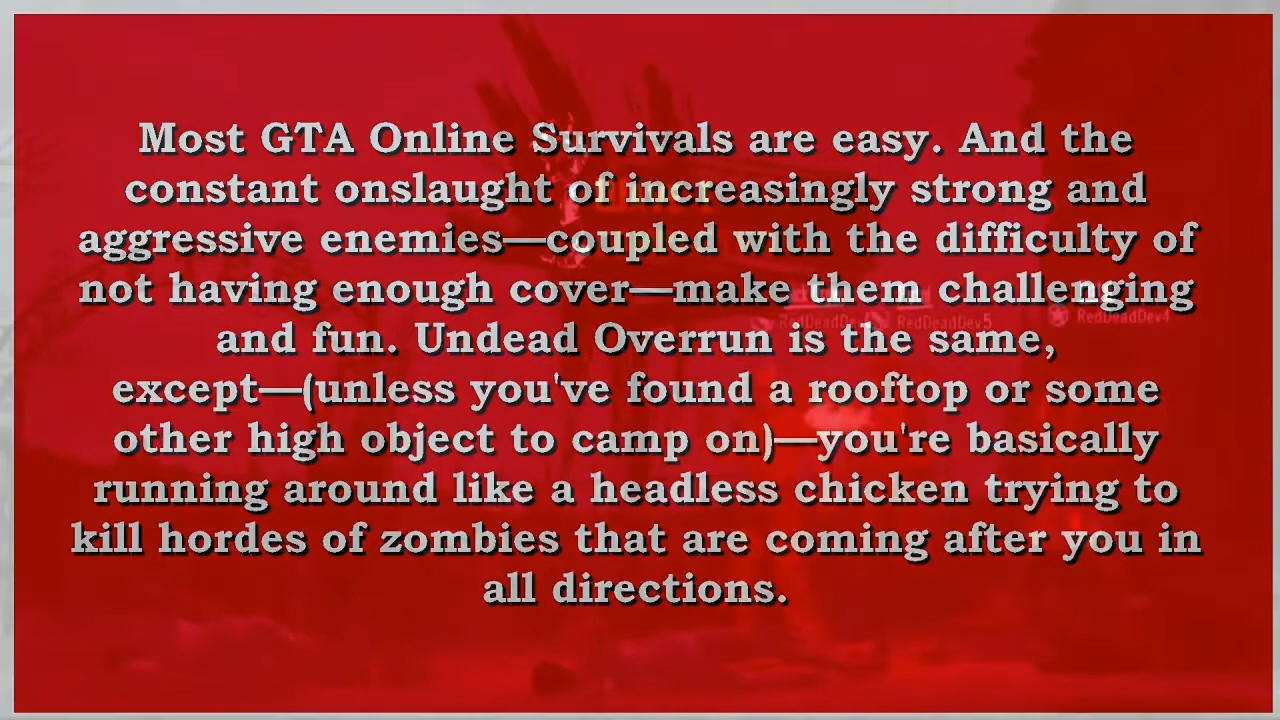 Most GTA Online Survivals are easy. And the
constant onslaught of increasingly strong and
aggressive enemies—coupled with the difficulty of
not having enough cover—make them challenging
and fun. Undead Overrun is the same,
except—(unless you've found a rooftop or some
other high object to camp on)—you're basically
running around like a headless chicken trying to
kill hordes of zombies that are coming after you in
all directions.
RedDeadDev5
RedDeadDev4